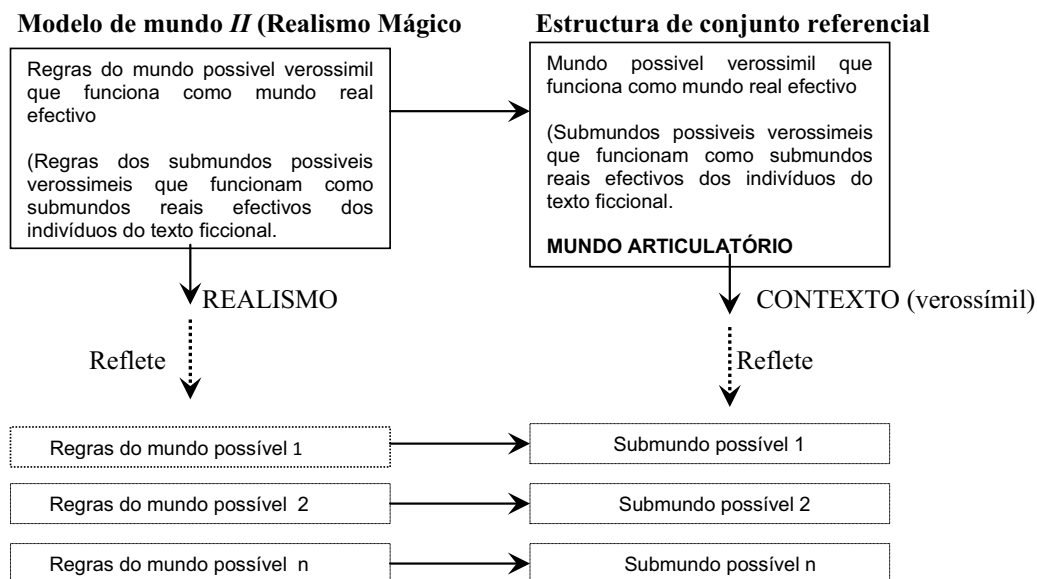 Modelo de mundo II (Realismo Mágico
Estructura de conjunto referencial
Regras do mundo possivel verossimil
que funciona como mundo real
efectivo
(Regras dos submundos possiveis
verossimeis que funcionam como
submundos reais efectivos dos
indivíduos do texto ficcional.
Mundo possivel verossimil que
funciona como mundo real efectivo
(Submundos possiveis verossimeis
que funcionam como submundos
reais efectivos dos indivíduos do
texto ficcional.
MUNDO ARTICULATÓRIO
REALISMO
CONTEXTO (verossímil)
Reflete
Reflete
Regras do mundo possível 1
Submundo possível 1
Regras do mundo possível 2
Submundo possível 2
Regras do mundo possível n
Submundo possível n